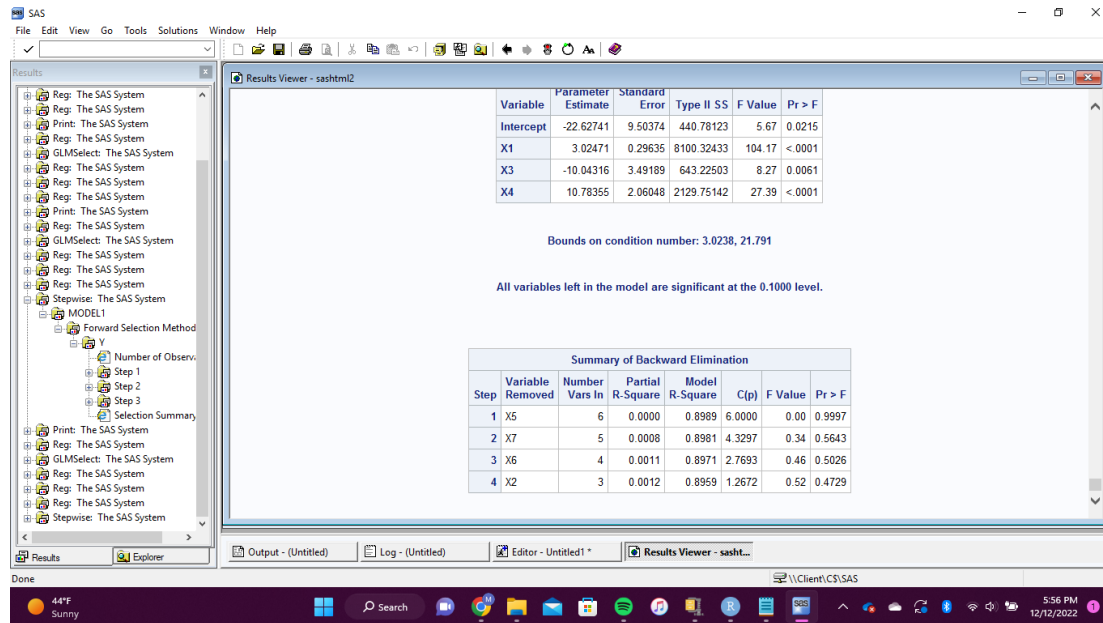 SAS
File Edit View Go Tools Solutions Window Help
Results
Reg: The SAS System
Reg: The SAS System
Print: The SAS System
Reg: The SAS System
GLMSelect: The SAS System
Reg: The SAS System
Reg: The SAS System
Reg: The SAS System
Print: The SAS System
Reg: The SAS System
GLMSelect: The SAS System
Reg: The SAS System
Reg: The SAS System
Reg: The SAS System
Stepwise: The SAS System
MODEL1
Forward Selection Method
Y
Number of Observa
Step 1
Step 2
Step 3
Selection Summary
Print: The SAS System
Reg: The SAS System
GLMSelect: The SAS System
Reg: The SAS System
Reg: The SAS System
Reg: The SAS System
Stepwise: The SAS System
Results Explorer
Results Viewer - sashtml2
Variable Parameter Estimate Standard Error Type II SS F Value Pr > F
Intercept -22.62741 9.50374 440.78123 5.67 0.0215
X1 3.02471 0.29635 8100.32433 104.17 <.0001
X3 -10.04316 3.49189 643.22503 8.27 0.0061
X4 10.78355 2.06048 2129.75142 27.39 <.0001
Bounds on condition number: 3.0238, 21.791
All variables left in the model are significant at the 0.1000 level.
Summary of Backward Elimination
Step Variable Removed Number Vars In Partial R-Square Model R-Square C(p) F Value Pr > F
1 X5 6 0.0000 0.8989 6.0000 0.00 0.9997
2 X7 5 0.0008 0.8981 4.3297 0.34 0.5643
3 X6 4 0.0011 0.8971 2.7693 0.46 0.5026
4 X2 3 0.0012 0.8959 1.2672 0.52 0.4729
Output - (Untitled) Log - (Untitled) Editor - Untitled1 * Results Viewer - sasht...
Done \\Client\C$\SAS
44°F
Sunny
Search
5:56 PM
12/12/2022
1